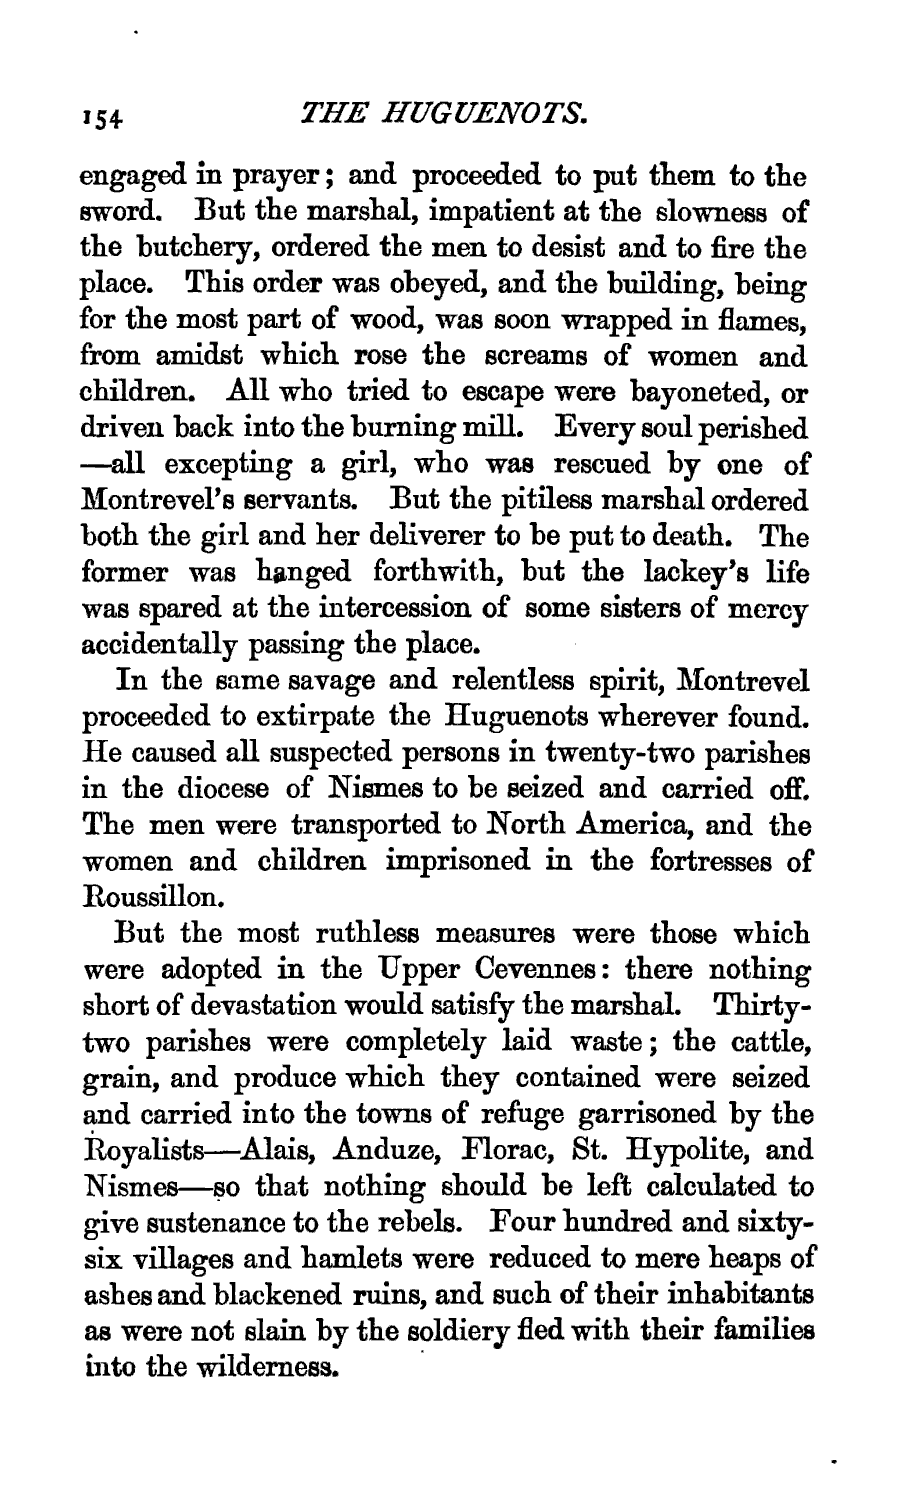 154 THE HUGUENOTS.
engaged in prayer; and proceeded to put them to the
sword. But the marshal, impatient at the slowness of
the butchery, ordered the men to desist and to fire the
place. This order was obeyed, and the building, being
for the most part of wood, was soon wrapped in flames,
from amidst which rose the screams of women and
children. All who tried to escape were bayoneted, or
driven back into the burning mill. Every soul perished
—all excepting a girl, who was rescued by one of
Montrevel's servants. But the pitiless marshal ordered
both the girl and her deliverer to be put to death. The
former was hanged forthwith, but the lackey's life
was spared at the intercession of some sisters of mercy
accidentally passing the place.
In the same savage and relentless spirit, Montrevel
proceeded to extirpate the Huguenots wherever found.
He caused all suspected persons in twenty-two parishes
in the diocese of Nismes to be seized and carried off.
The men were transported to North America, and the
women and children imprisoned in the fortresses of
Roussillon.
But the most ruthless measures were those which
were adopted in the Upper Cevennes: there nothing
short of devastation would satisfy the marshal. Thirty-
two parishes were completely laid waste; the cattle,
grain, and produce which they contained were seized
and carried into the towns of refuge garrisoned by the
Royalists—Alais, Anduze, Florac, St. Hypolite, and
Nismes—so that nothing should be left calculated to
give sustenance to the rebels. Four hundred and sixty-
six villages and hamlets were reduced to mere heaps of
ashes and blackened ruins, and such of their inhabitants
as were not slain by the soldiery fled with their families
into the wilderness.